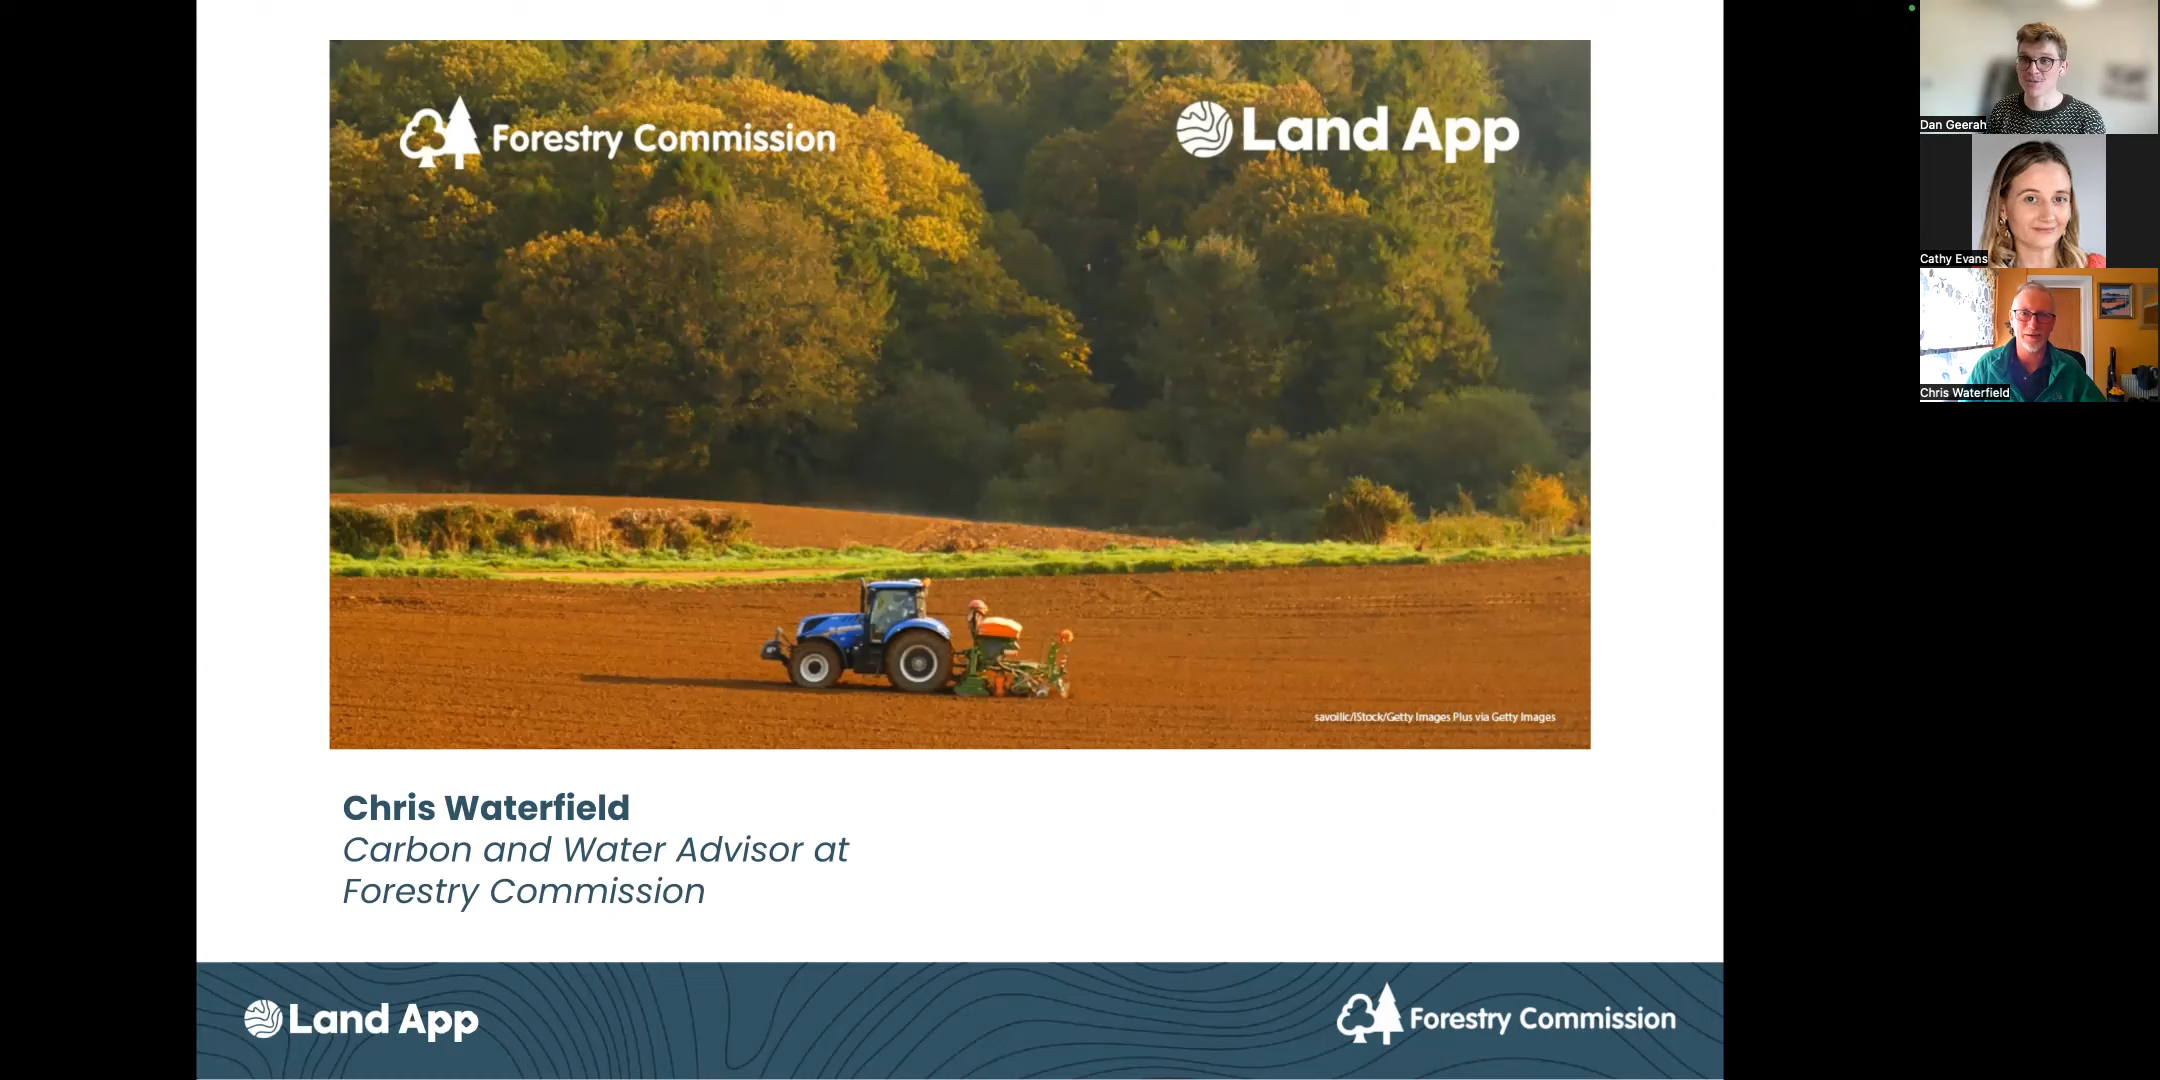 Forestry Commission
Land App
savoilic/iStock/Getty Images Plus via Getty Images
Chris Waterfield
Carbon and Water Advisor at
Forestry Commission
Land App
Forestry Commission
Dan Geerah
Cathy Evans
Chris Waterfield